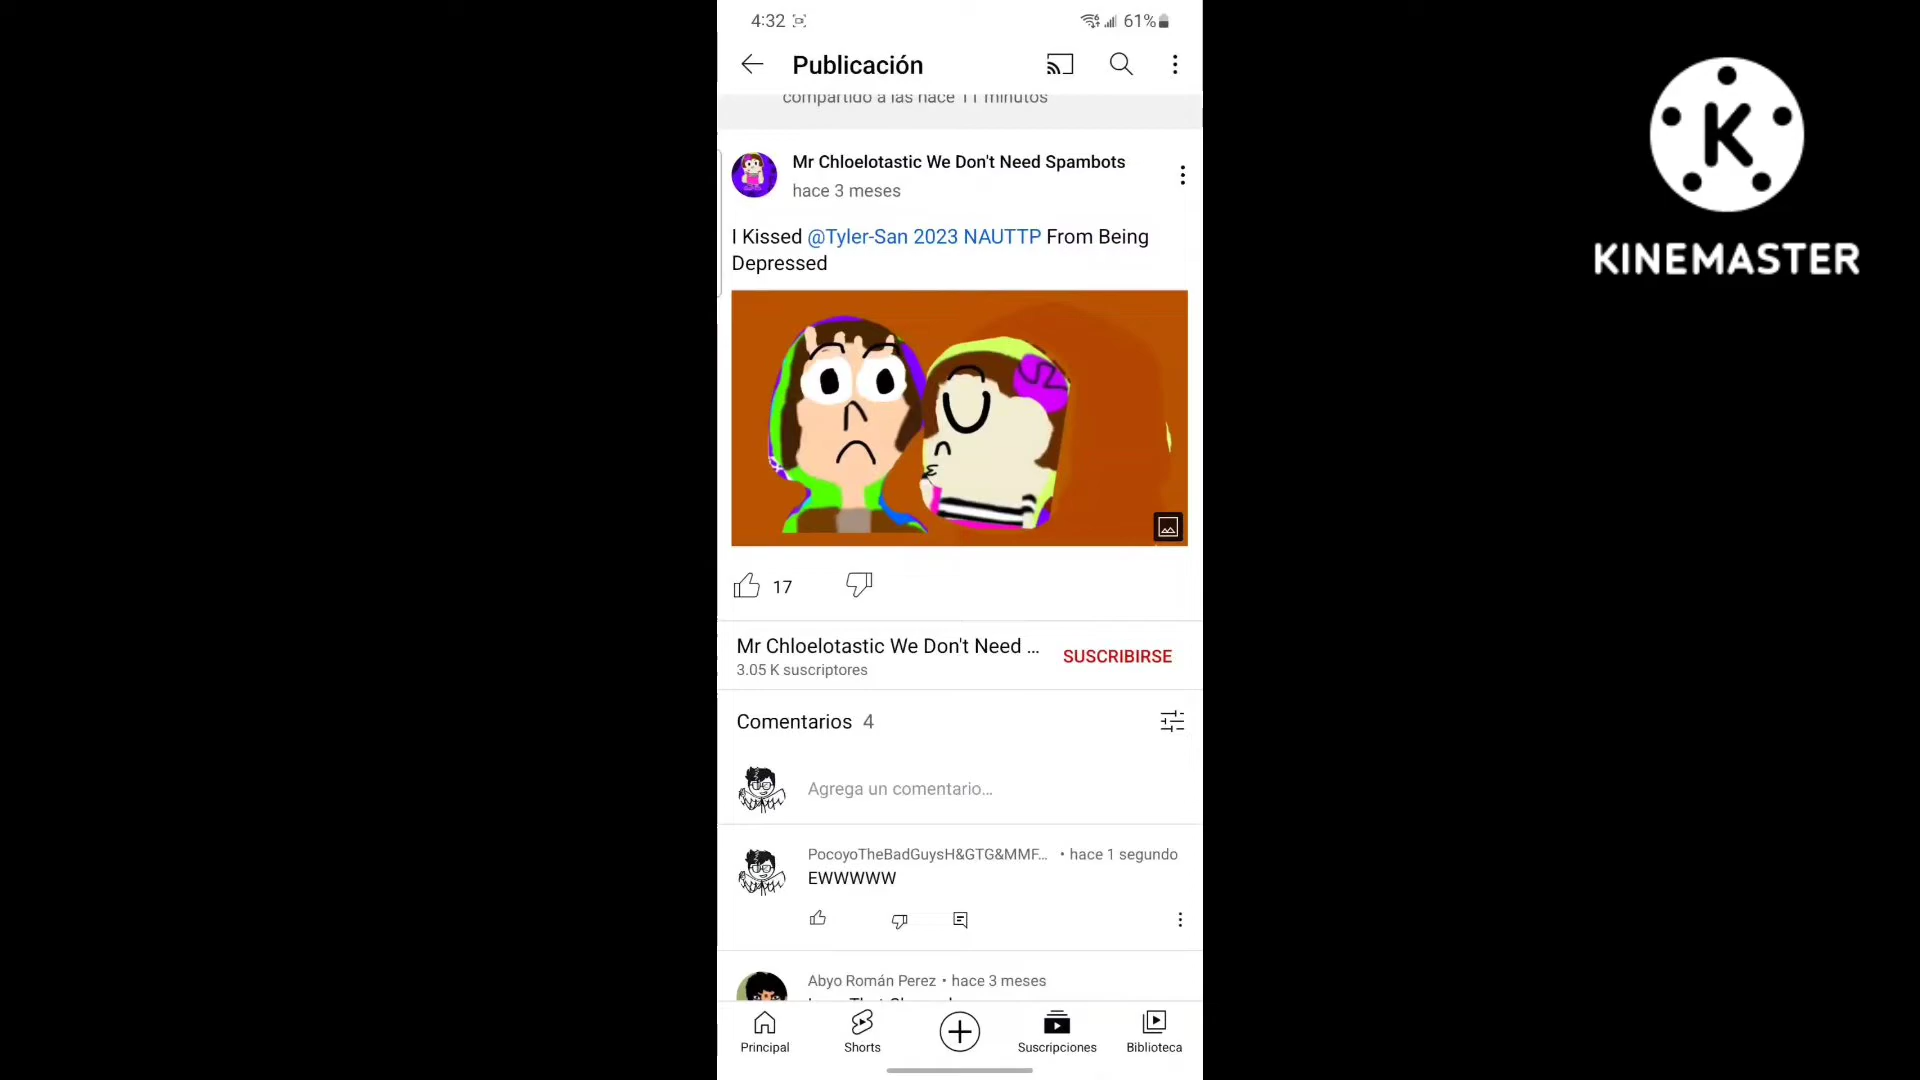 4:32
61%
Publicación
compartido a las hace 11 minutos
Mr Chloelotastic We Don't Need Spambots
hace 3 meses
I Kissed @Tyler-San 2023 NAUTTP From Being
Depressed
17
Mr Chloelotastic We Don't Need ...
3.05 K suscriptores
SUSCRIBIRSE
Comentarios 4
Agrega un comentario...
PocoyoTheBadGuysH&GTG&MMF... • hace 1 segundo
EWWWWW
Abyo Román Perez • hace 3 meses
Principal
Shorts
Suscripciones
Biblioteca
K
KINEMASTER